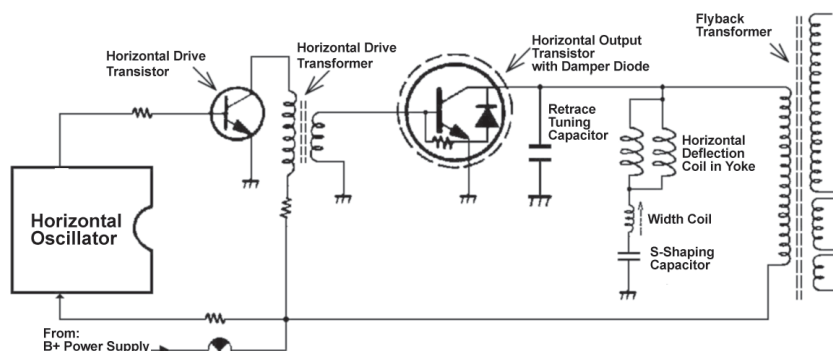 Flyback
Transformer
Horizontal Output
Transistor
with Damper Diode
Horizontal Drive
Transformer
Horizontal Drive
Transistor
Retrace
Tuning
Capacitor
Horizontal
Deflection
Coil in Yoke
Horizontal
Oscillator
Width Coil
S-Shaping
Capacitor
From:
B+ Power Supply